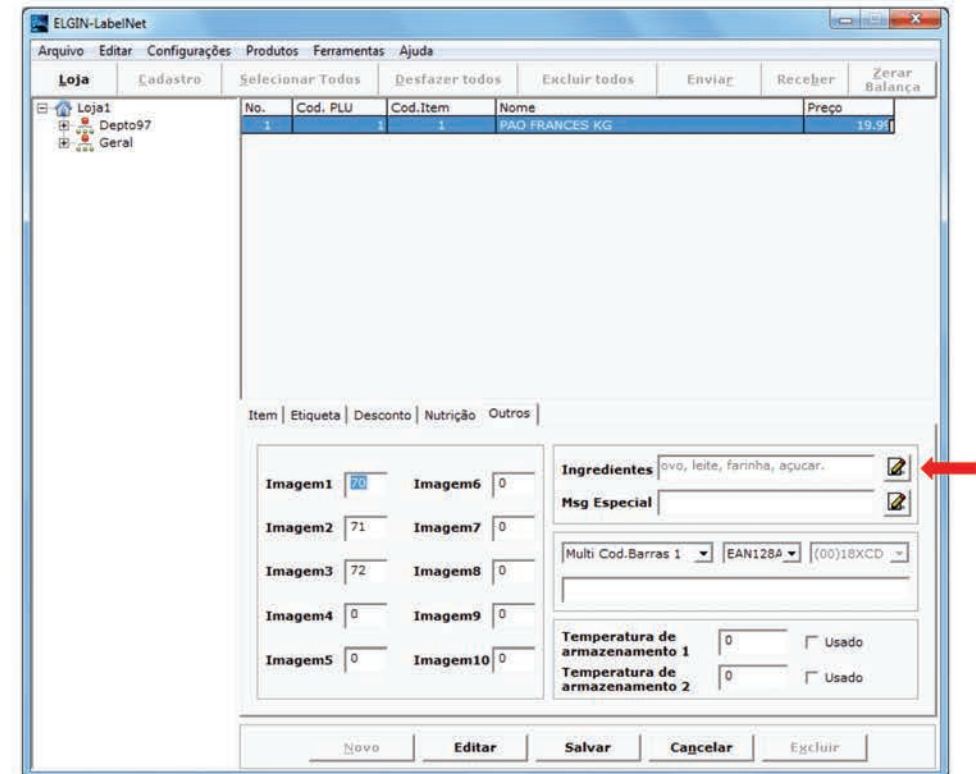 ELGIN-LabelNet
Arquivo Editar Configurações Produtos Ferramentas Ajuda
Loja Cadastro Selecionar Todos Desfazer todos Excluir todos Enviar Receber Zerar Balança
Loja1
Depto97
Geral
No. Cod. PLU Cod.Item Nome Preço
1 1 1 PAO FRANCES KG 19.99
Item Etiqueta Desconto Nutrição Outros
Imagem1 70 Imagem6 0
Imagem2 71 Imagem7 0
Imagem3 72 Imagem8 0
Imagem4 0 Imagem9 0
Imagem5 0 Imagem10 0
Ingredientes ovo, leite, farinha, açucar.
Msg Especial
Multi Cod.Barras 1 EAN128A (00)18XCD
Temperatura de armazenamento 1 0 Usado
Temperatura de armazenamento 2 0 Usado
Novo Editar Salvar Cancelar Excluir